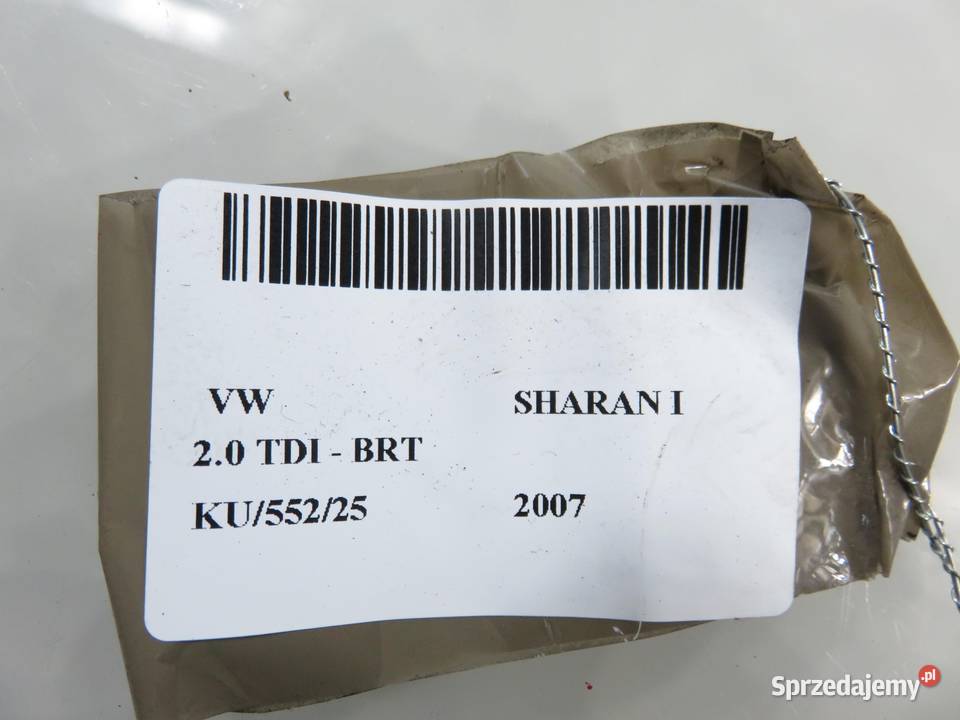 VW SHARAN I
2.0 TDI - BRT
KU/552/25 2007
Sprzedajemy.pl